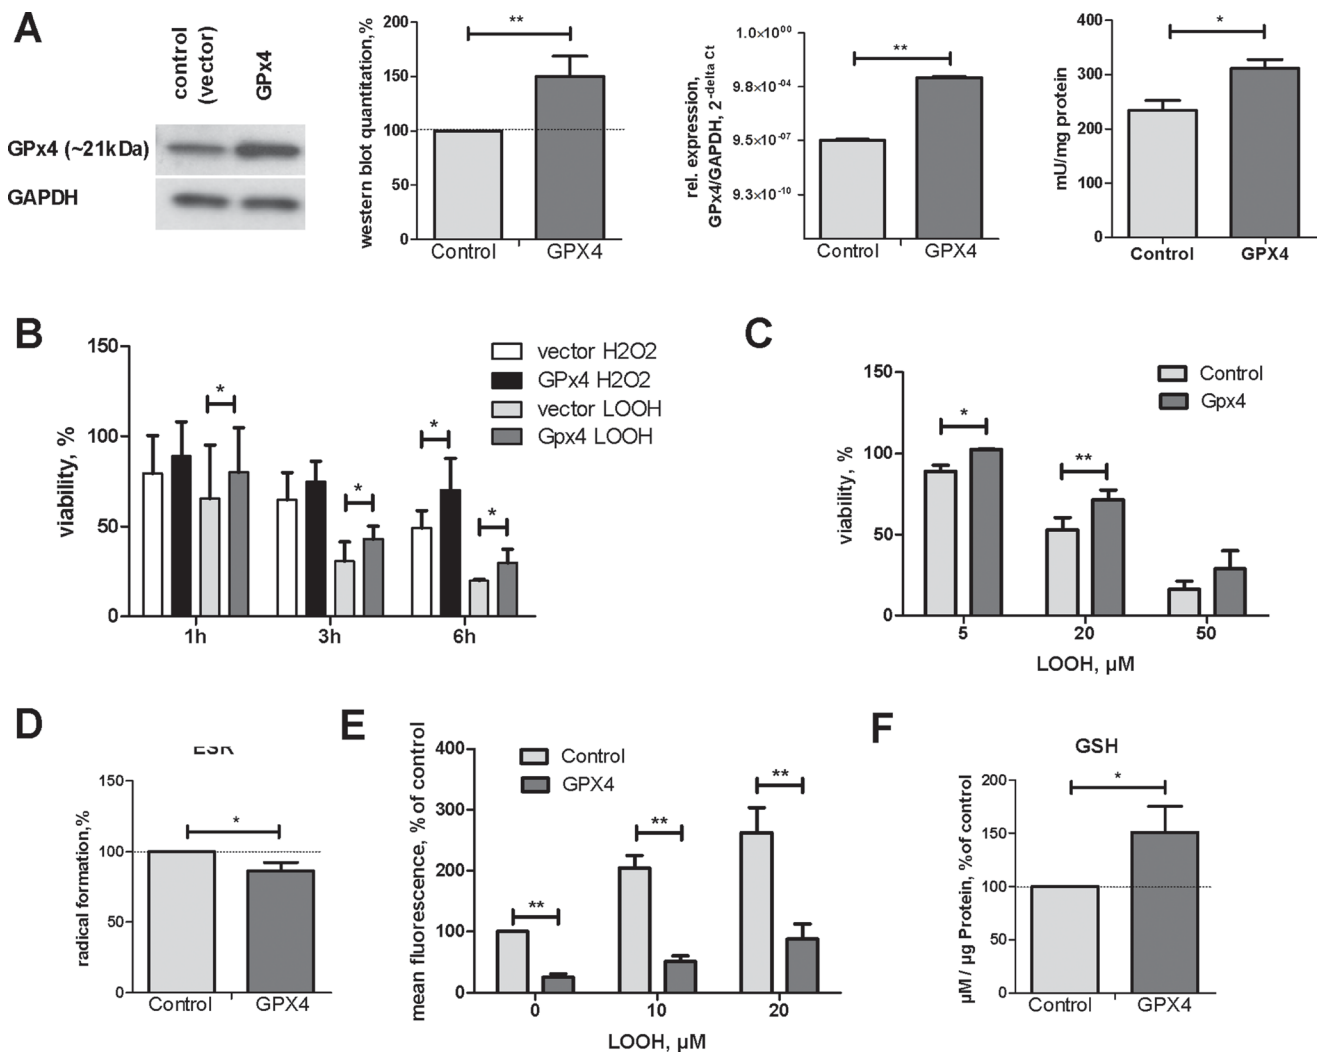 A
control
(vector)
GPx4
GPx4 (~21kDa)
GAPDH
western blot quantitation,%
200
150
100
50
0
**
Control
GPX4
rel. expression,
GPx4/GAPDH, 2^-delta Ct
1.0×10^00
9.8×10^-04
9.5×10^-07
9.3×10^-10
**
Control
GPX4
mU/mg protein
400
300
200
100
0
*
Control
GPX4
B
viability, %
150
100
50
0
*
*
*
*
1h
3h
6h
vector H2O2
GPx4 H2O2
vector LOOH
Gpx4 LOOH
C
viability, %
150
100
50
0
*
**
5
20
50
LOOH, µM
Control
Gpx4
D
ESR
radical formation,%
150
100
50
0
*
Control
GPX4
E
mean fluorescence, % of control
400
300
200
100
0
Control
GPX4
**
**
**
0
10
20
LOOH, µM
F
GSH
µM / µg Protein, %of control
200
150
100
50
0
*
Control
GPX4